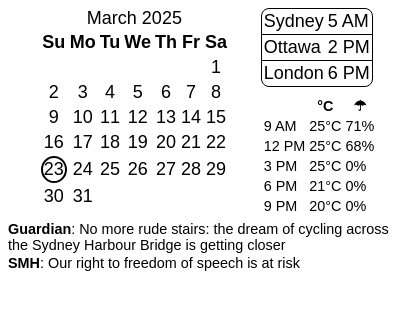 March 2025
Su Mo Tu We Th Fr Sa
1
2 3 4 5 6 7 8
9 10 11 12 13 14 15
16 17 18 19 20 21 22
23 24 25 26 27 28 29
30 31
Sydney 5 AM
Ottawa 2 PM
London 6 PM
°C ☂
9 AM 25°C 71%
12 PM 25°C 68%
3 PM 25°C 0%
6 PM 21°C 0%
9 PM 20°C 0%
Guardian: No more rude stairs: the dream of cycling across
the Sydney Harbour Bridge is getting closer
SMH: Our right to freedom of speech is at risk